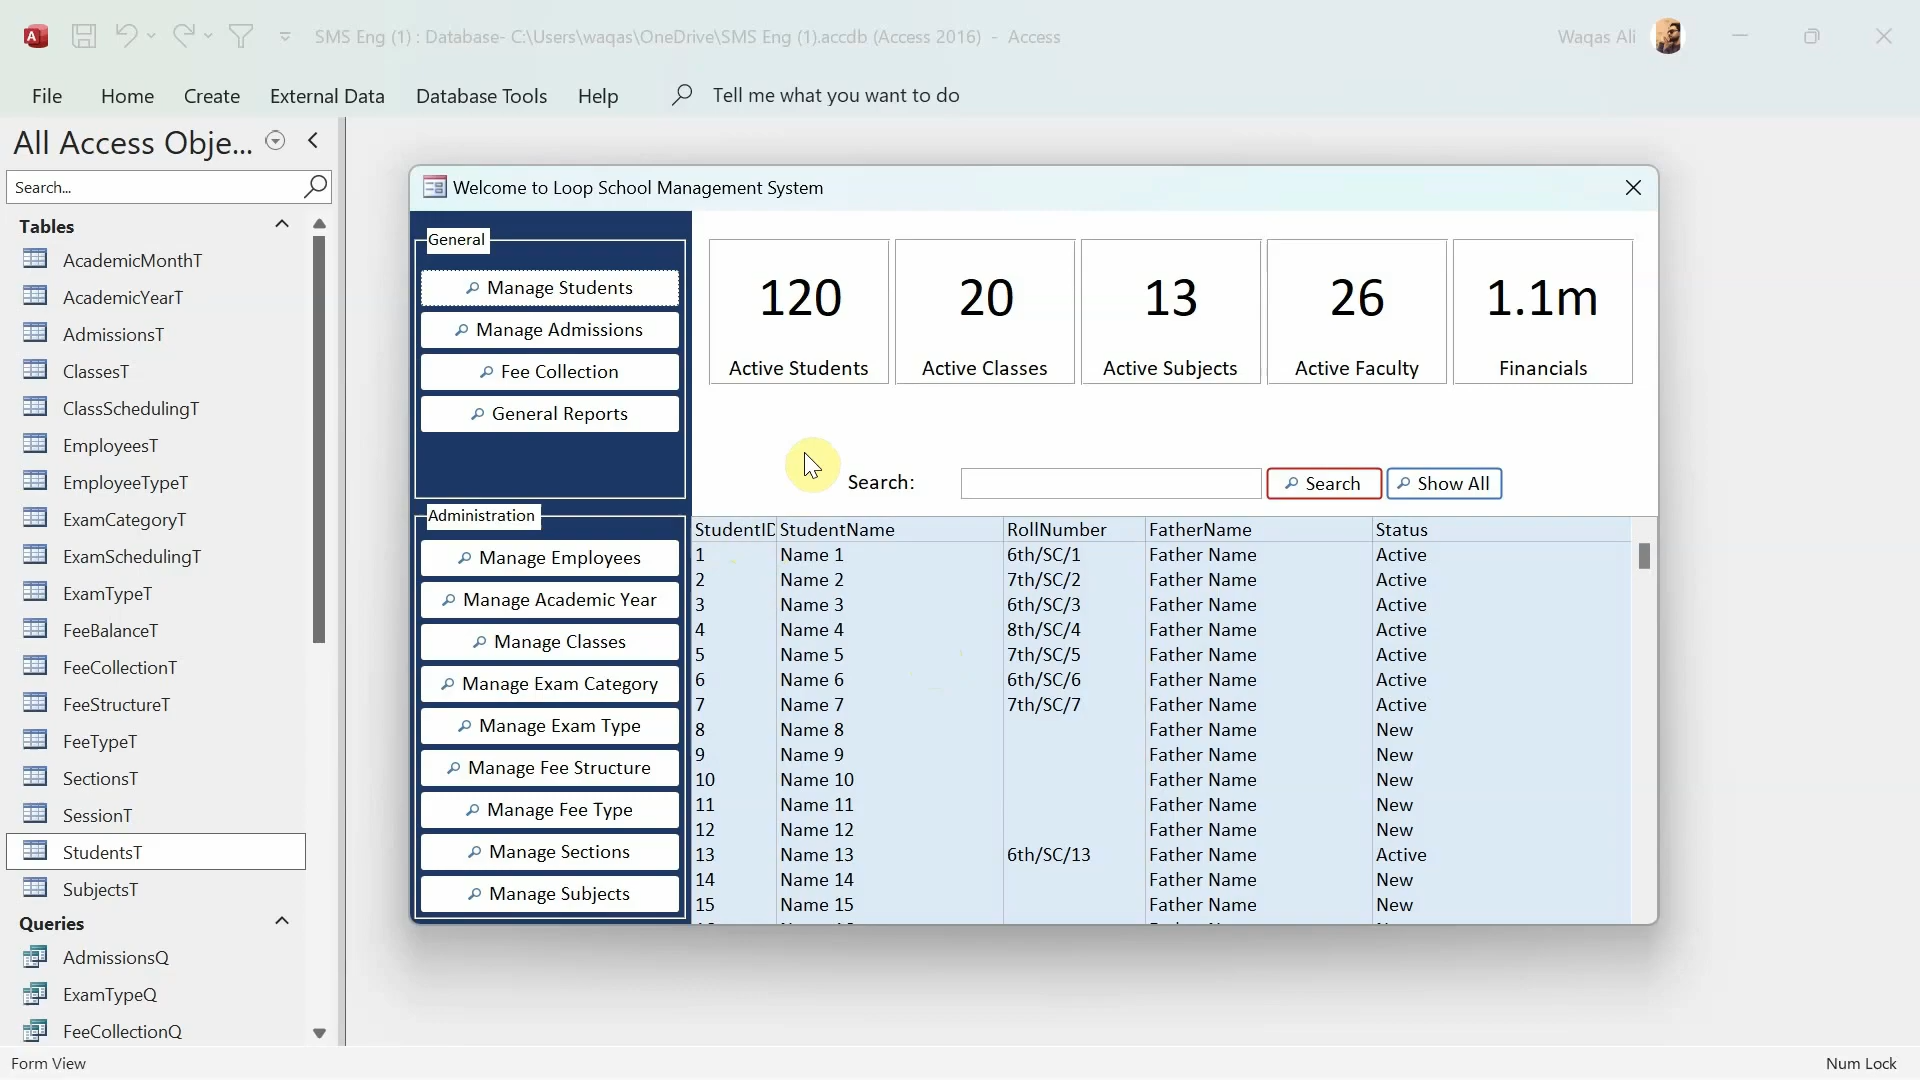 SMS Eng (1) : Database- C:\Users\waqas\OneDrive\SMS Eng (1).accdb (Access 2016) - Access
Waqas Ali
File Home Create External Data Database Tools Help Tell me what you want to do
All Access Obje...
Search...
Tables
AcademicMonthT
AcademicYearT
AdmissionsT
ClassesT
ClassSchedulingT
EmployeesT
EmployeeTypeT
ExamCategoryT
ExamSchedulingT
ExamTypeT
FeeBalanceT
FeeCollectionT
FeeStructureT
FeeTypeT
SectionsT
SessionT
StudentsT
SubjectsT
Queries
AdmissionsQ
ExamTypeQ
FeeCollectionQ
Welcome to Loop School Management System
General
Manage Students
Manage Admissions
Fee Collection
General Reports
Administration
Manage Employees
Manage Academic Year
Manage Classes
Manage Exam Category
Manage Exam Type
Manage Fee Structure
Manage Fee Type
Manage Sections
Manage Subjects
120 20 13 26 1.1m
Active Students Active Classes Active Subjects Active Faculty Financials
Search: Search Show All
StudentID StudentName RollNumber FatherName Status
1 Name 1 6th/SC/1 Father Name Active
2 Name 2 7th/SC/2 Father Name Active
3 Name 3 6th/SC/3 Father Name Active
4 Name 4 8th/SC/4 Father Name Active
5 Name 5 7th/SC/5 Father Name Active
6 Name 6 6th/SC/6 Father Name Active
7 Name 7 7th/SC/7 Father Name Active
8 Name 8 Father Name New
9 Name 9 Father Name New
10 Name 10 Father Name New
11 Name 11 Father Name New
12 Name 12 Father Name New
13 Name 13 6th/SC/13 Father Name Active
14 Name 14 Father Name New
15 Name 15 Father Name New
Form View
Num Lock